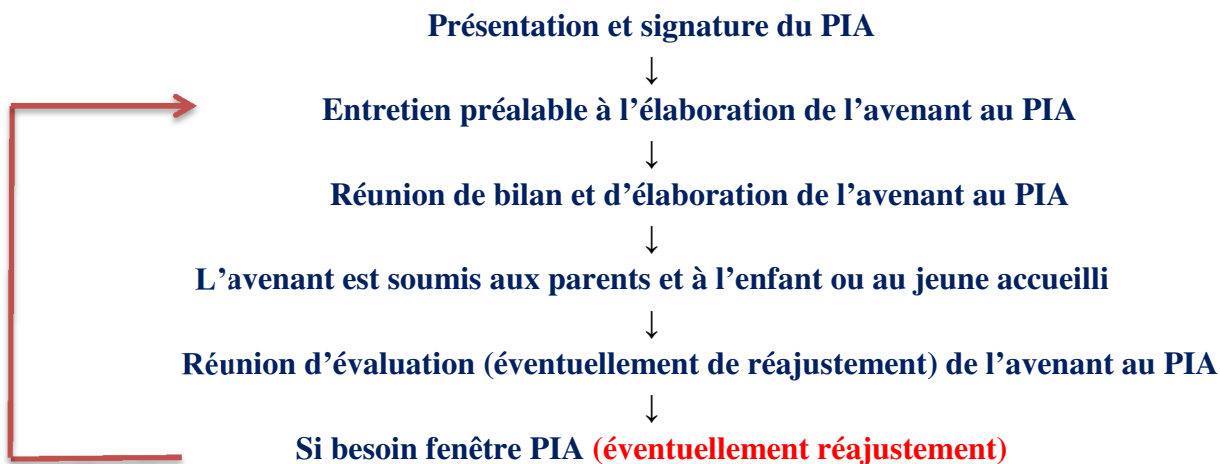 Présentation et signature du PIA
↓
Entretien préalable à l’élaboration de l’avenant au PIA
↓
Réunion de bilan et d’élaboration de l’avenant au PIA
↓
L’avenant est soumis aux parents et à l’enfant ou au jeune accueilli
↓
Réunion d’évaluation (éventuellement de réajustement) de l’avenant au PIA
↓
Si besoin fenêtre PIA (éventuellement réajustement)